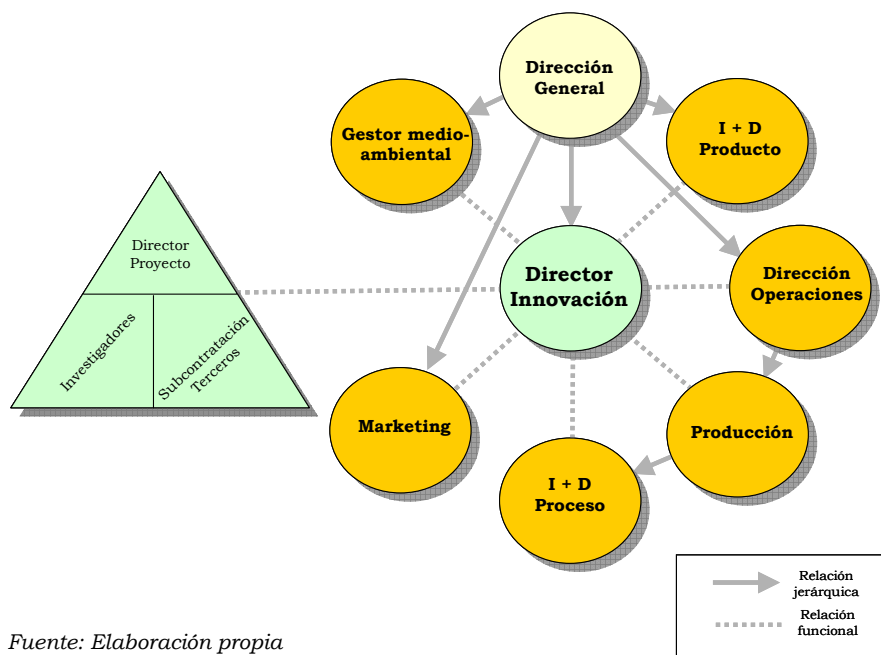 Dirección
General
Gestor medio-
ambiental
I + D
Producto
Director
Proyecto
Investigadores
Subcontratación
Terceros
Director
Innovación
Dirección
Operaciones
Marketing
Producción
I + D
Proceso
Relación
jerárquica
Relación
funcional
Fuente: Elaboración propia